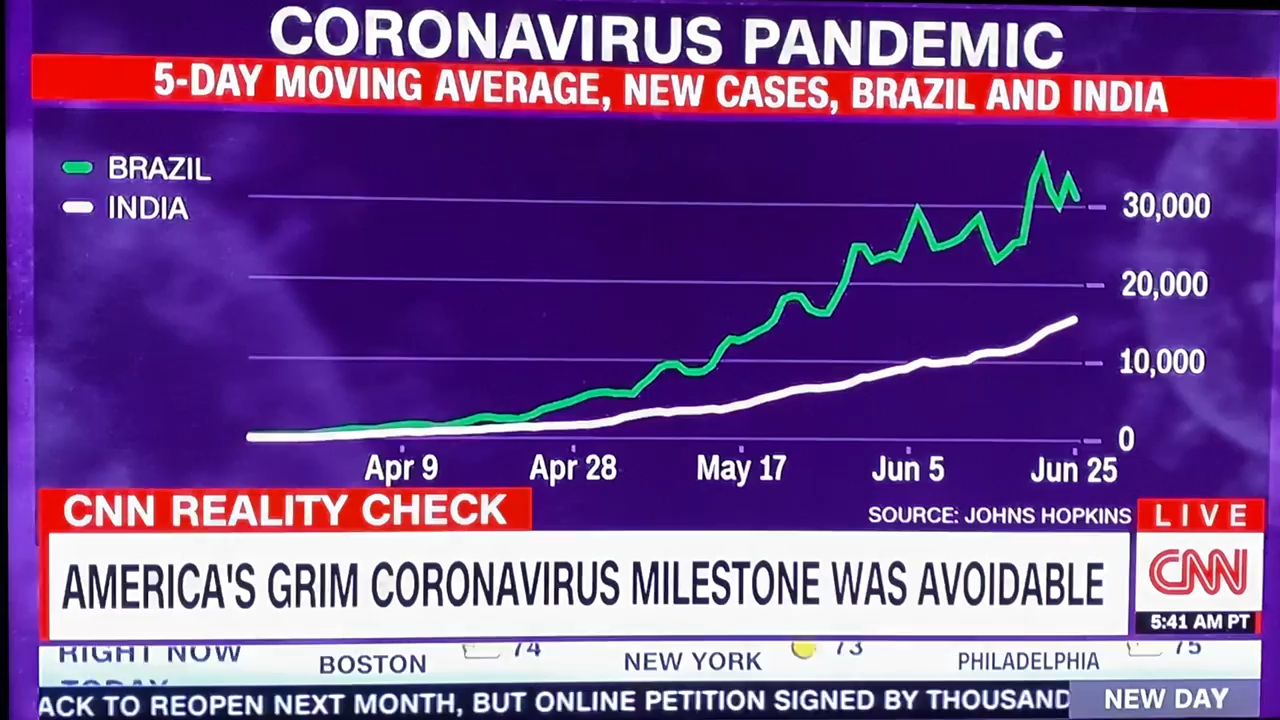 CORONAVIRUS PANDEMIC
5-DAY MOVING AVERAGE, NEW CASES, BRAZIL AND INDIA
BRAZIL
INDIA
30,000
20,000
10,000
0
Apr 9 Apr 28 May 17 Jun 5 Jun 25
CNN REALITY CHECK
SOURCE: JOHNS HOPKINS
LIVE
AMERICA'S GRIM CORONAVIRUS MILESTONE WAS AVOIDABLE
CNN
5:41 AM PT
RIGHT NOW
BOSTON 74 NEW YORK 73 PHILADELPHIA 75
TODAY
ACK TO REOPEN NEXT MONTH, BUT ONLINE PETITION SIGNED BY THOUSAND
NEW DAY